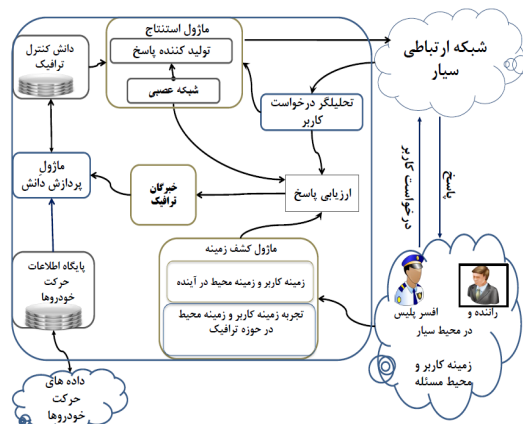 شبکه ارتباطی
سیار
ماژول استنتاج
تولید کننده پاسخ
شبکه عصبی
دانش کنترل
ترافیک
تحلیلگر درخواست
کاربر
ماژولِ
پردازش دانش
خبرگان
ترافیک
ارزیابی پاسخ
پاسخ
درخواست کاربر
ماژول کشف زمینه
زمینه کاربر و زمینه محیط در آینده
تجربه زمینه کاربر و زمینه محیط
در حوزه ترافیک
پایگاه اطلاعات
حرکت
خودروها
راننده و
افسر پلیس
در محیط سیار
زمینه کاربر و
محیط مسئله
داده های
حرکت
خودروها